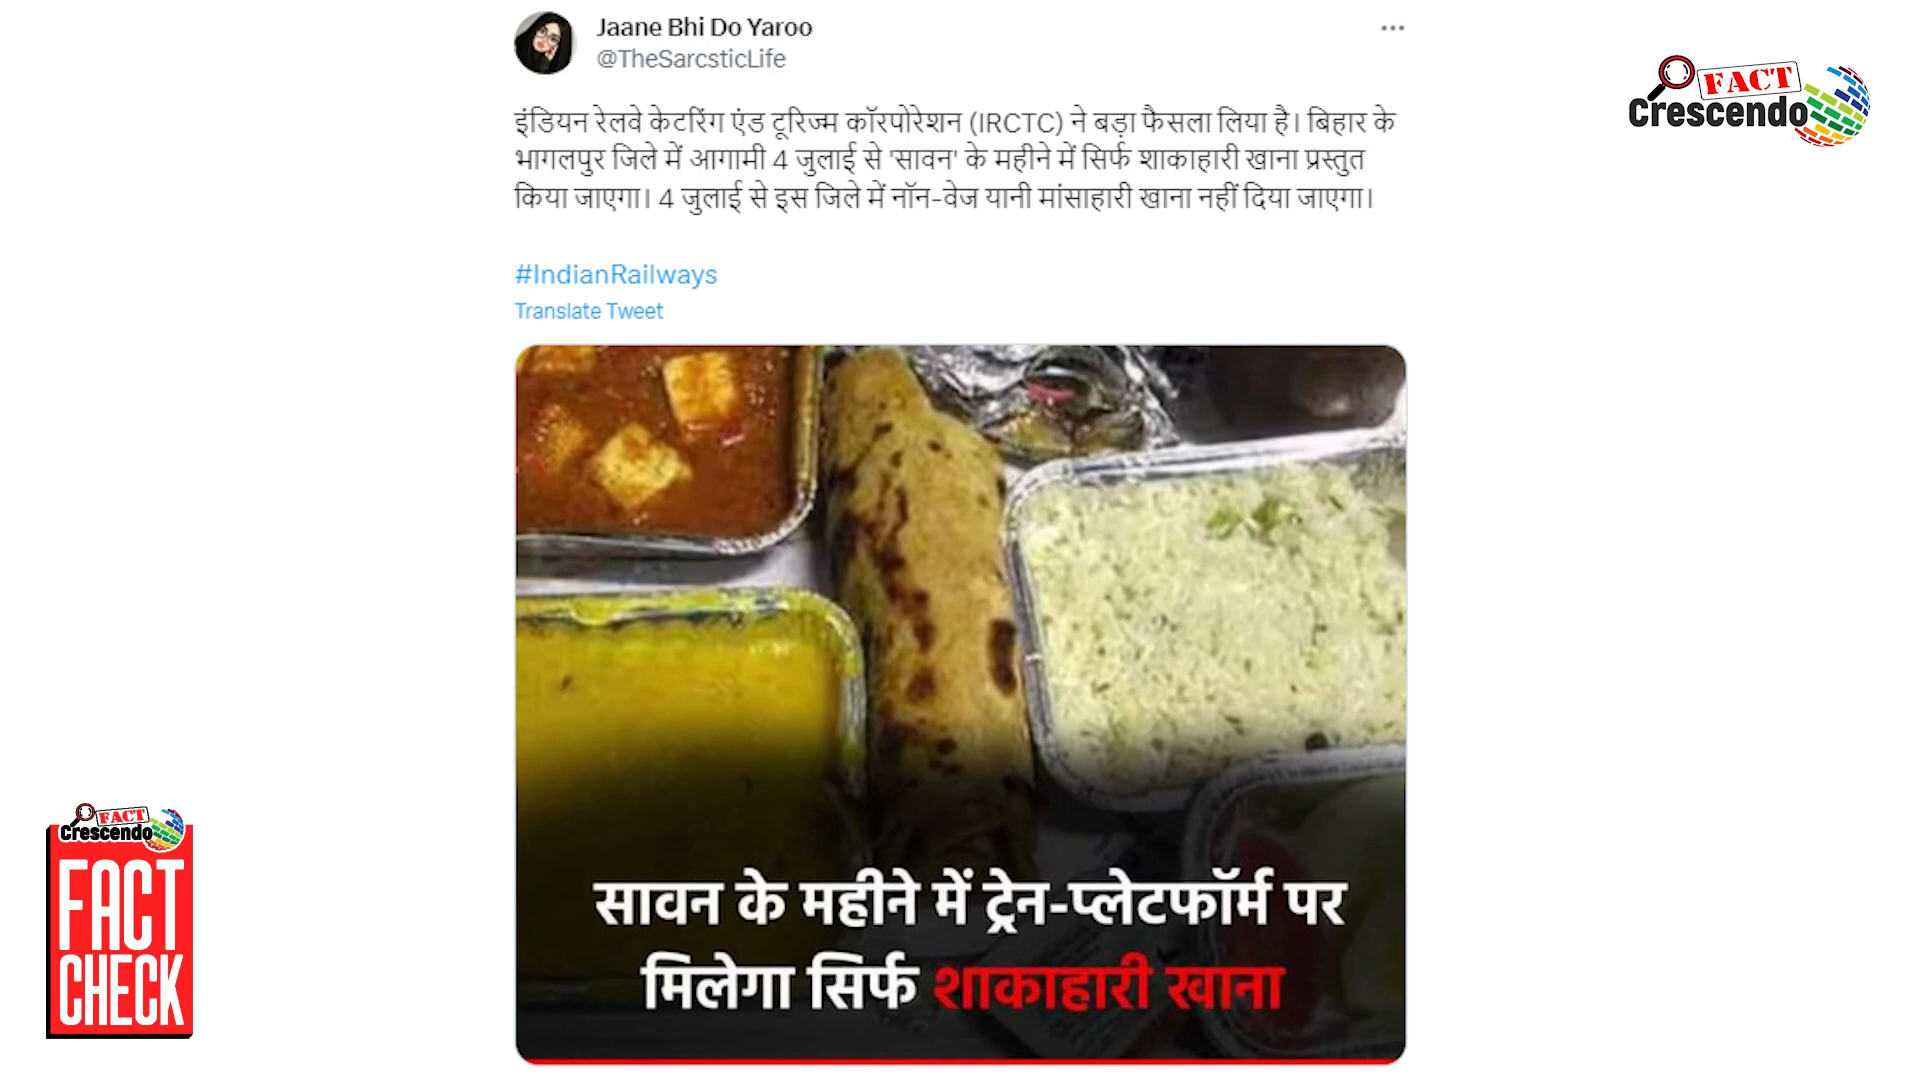 Jaane Bhi Do Yaroo
@TheSarcsticLife
इंडियन रेलवे केटरिंग एंड टूरिज्म कॉरपोरेशन (IRCTC) ने बड़ा फैसला लिया है। बिहार के
भागलपुर जिले में आगामी 4 जुलाई से 'सावन' के महीने में सिर्फ शाकाहारी खाना प्रस्तुत
किया जाएगा। 4 जुलाई से इस जिले में नॉन-वेज यानी मांसाहारी खाना नहीं दिया जाएगा।
#IndianRailways
Translate Tweet
सावन के महीने में ट्रेन-प्लेटफॉर्म पर
मिलेगा सिर्फ शाकाहारी खाना
FACT
Crescendo
FACT
Crescendo
FACT
CHECK